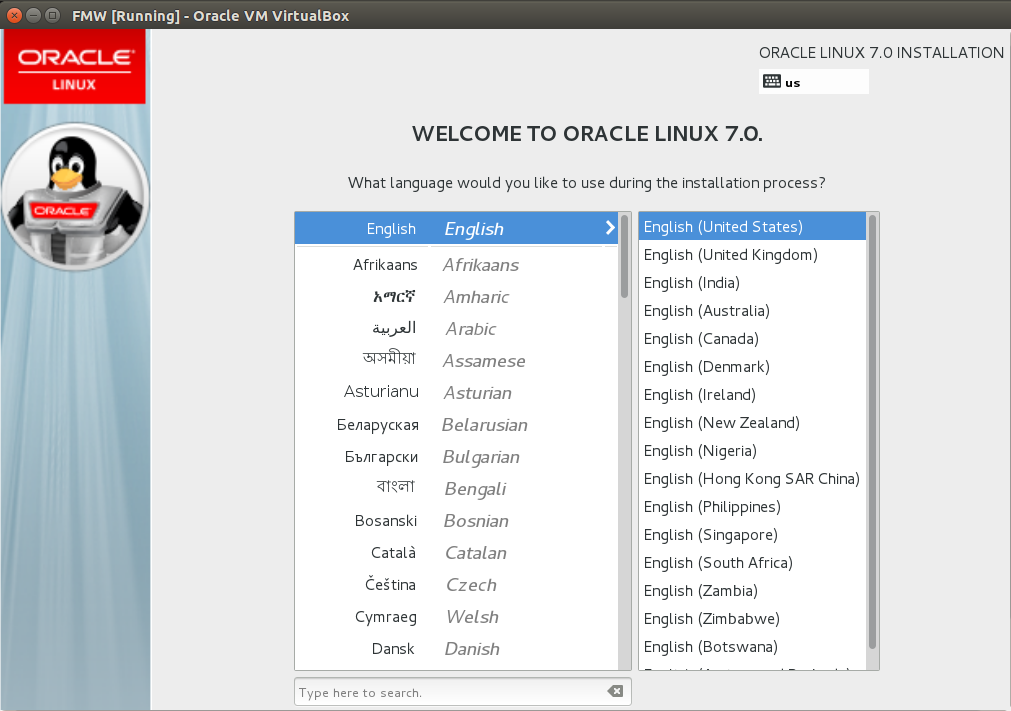 FMW [Running] - Oracle VM VirtualBox
ORACLE
LINUX
ORACLE
ORACLE LINUX 7.0 INSTALLATION
us
WELCOME TO ORACLE LINUX 7.0.
What language would you like to use during the installation process?
English English
Afrikaans Afrikaans
አማርኛ Amharic
العربية Arabic
অসমীয়া Assamese
Asturianu Asturian
Беларуская Belarusian
Български Bulgarian
বাংলা Bengali
Bosanski Bosnian
Català Catalan
Čeština Czech
Cymraeg Welsh
Dansk Danish
English (United States)
English (United Kingdom)
English (India)
English (Australia)
English (Canada)
English (Denmark)
English (Ireland)
English (New Zealand)
English (Nigeria)
English (Hong Kong SAR China)
English (Philippines)
English (Singapore)
English (South Africa)
English (Zambia)
English (Zimbabwe)
English (Botswana)
Type here to search.